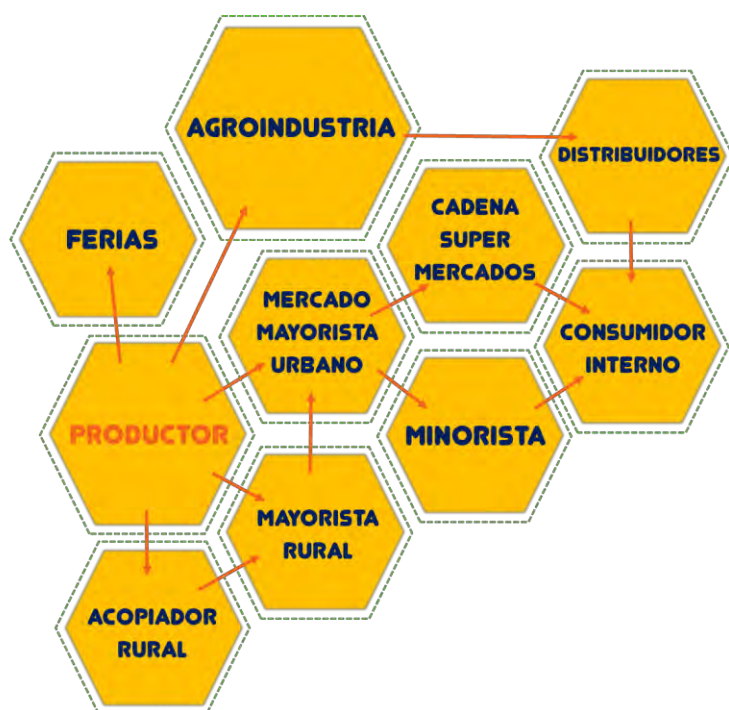 AGROINDUSTRIA
DISTRIBUIDORES
FERIAS
CADENA
SUPER
MERCADOS
MERCADO
MAYORISTA
URBANO
CONSUMIDOR
INTERNO
PRODUCTOR
MINORISTA
MAYORISTA
RURAL
ACOPIADOR
RURAL